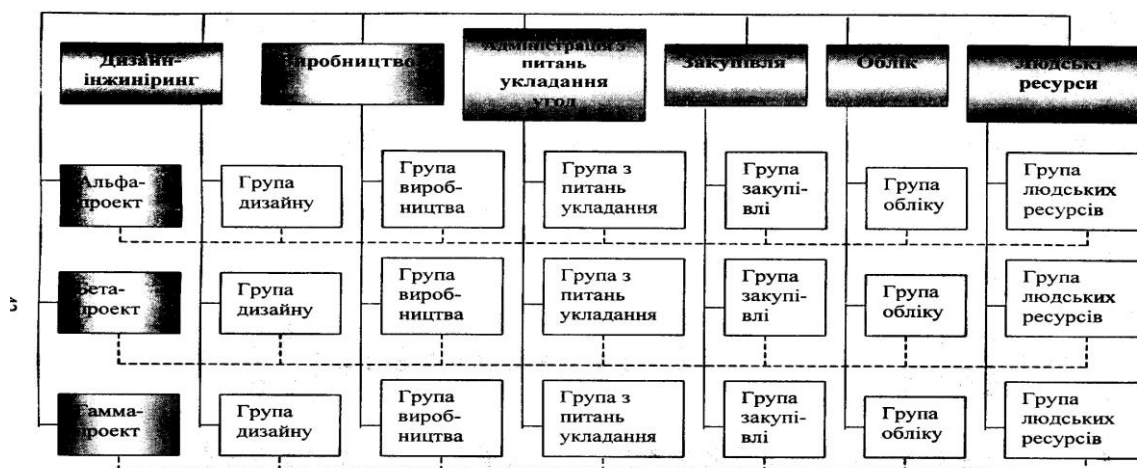 Дизайн-
інжиніринг
Виробництво
Адміністрація з
питань
укладання
угод
Закупівля
Облік
Людські
ресурси
Альфа-
проект
Група
дизайну
Група
вироб-
ництва
Група з
питань
укладання
Група
закупі-
влі
Група
обліку
Група
людських
ресурсів
Бета-
проект
Група
дизайну
Група
вироб-
ництва
Група з
питань
укладання
Група
закупі-
влі
Група
обліку
Група
людських
ресурсів
Гамма-
проект
Група
дизайну
Група
вироб-
ництва
Група з
питань
укладання
Група
закупі-
влі
Група
обліку
Група
людських
ресурсів